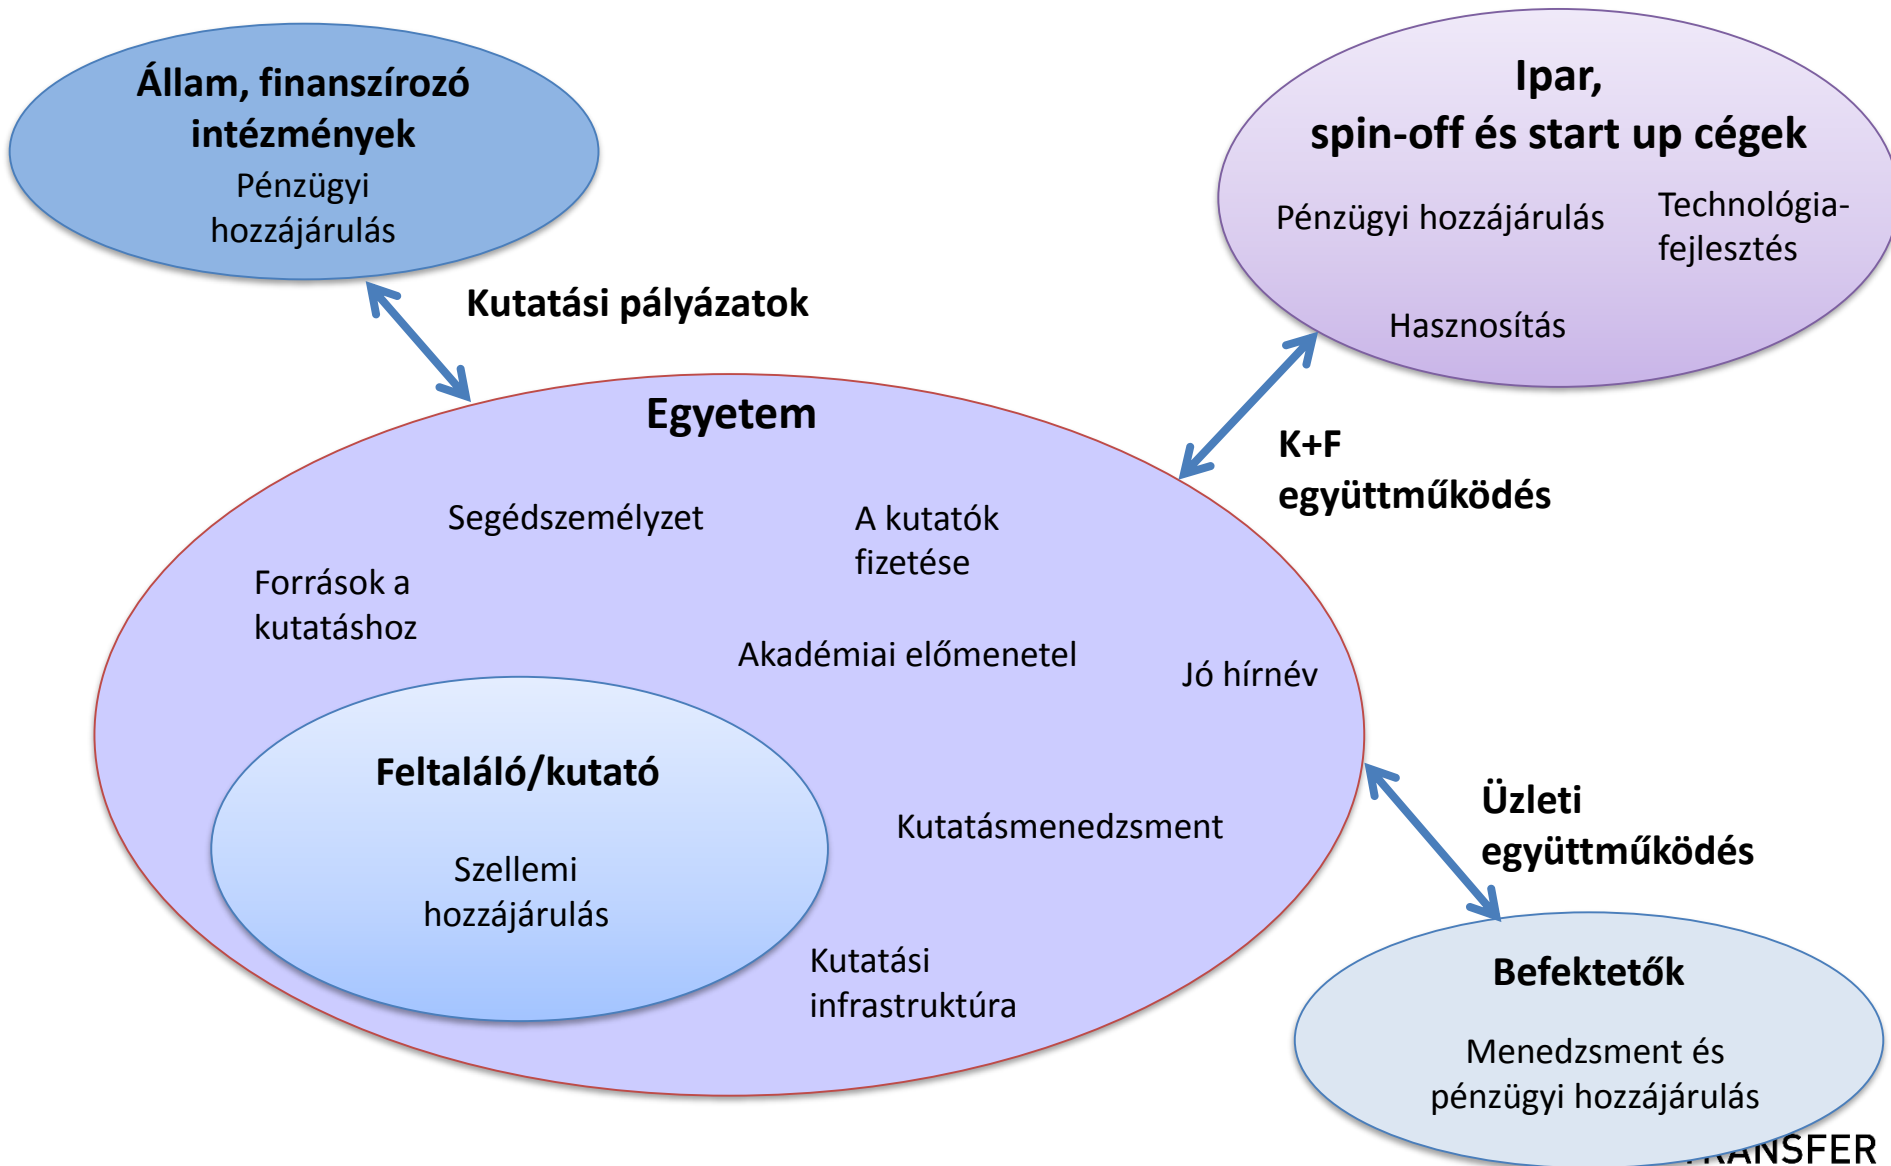 Állam, finanszírozó
intézmények
Pénzügyi
hozzájárulás
Ipar,
spin-off és start up cégek
Pénzügyi hozzájárulás
Technológia-
fejlesztés
Hasznosítás
Kutatási pályázatok
K+F
együttműködés
Egyetem
Segédszemélyzet
A kutatók
fizetése
Források a
kutatáshoz
Akadémiai előmenetel
Jó hírnév
Feltaláló/kutató
Szellemi
hozzájárulás
Kutatásmenedzsment
Kutatási
infrastruktúra
Üzleti
együttműködés
Befektetők
Menedzsment és
pénzügyi hozzájárulás
TRANSFER